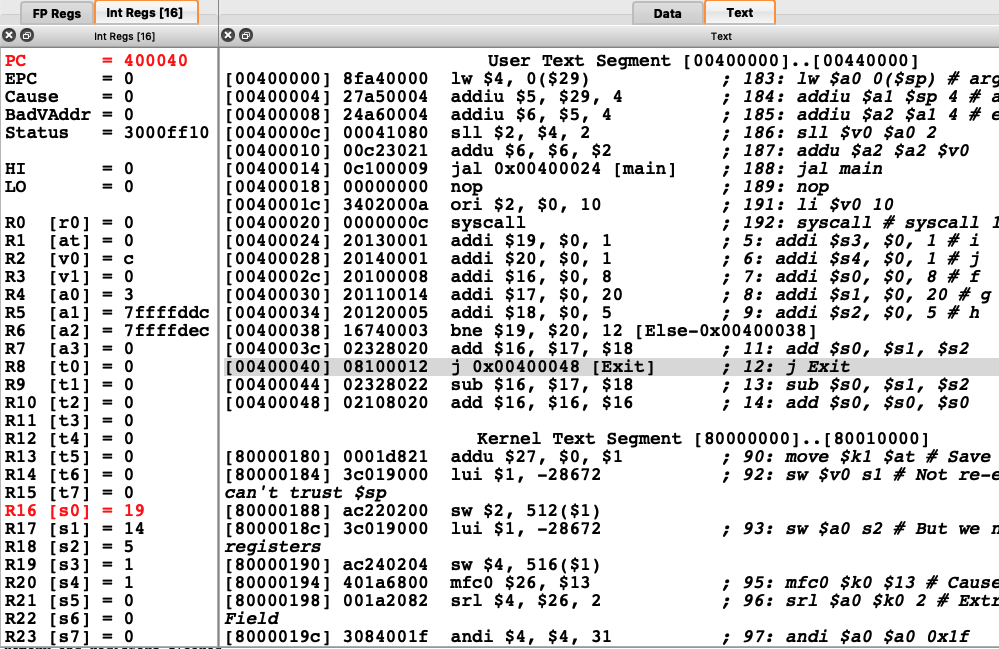 FP Regs
Int Regs [16]
Int Regs [16]
PC = 400040
EPC = 0
Cause = 0
BadVAddr = 0
Status = 3000ff10
HI = 0
LO = 0
R0 [r0] = 0
R1 [at] = 0
R2 [v0] = c
R3 [v1] = 0
R4 [a0] = 3
R5 [a1] = 7ffffddc
R6 [a2] = 7ffffdec
R7 [a3] = 0
R8 [t0] = 0
R9 [t1] = 0
R10 [t2] = 0
R11 [t3] = 0
R12 [t4] = 0
R13 [t5] = 0
R14 [t6] = 0
R15 [t7] = 0
R16 [s0] = 19
R17 [s1] = 14
R18 [s2] = 5
R19 [s3] = 1
R20 [s4] = 1
R21 [s5] = 0
R22 [s6] = 0
R23 [s7] = 0
Data
Text
Text
User Text Segment [00400000]..[00440000]
[00400000] 8fa40000 lw $4, 0($29) ; 183: lw $a0 0($sp) # arg
[00400004] 27a50004 addiu $5, $29, 4 ; 184: addiu $a1 $sp 4 # a
[00400008] 24a60004 addiu $6, $5, 4 ; 185: addiu $a2 $a1 4 # e
[0040000c] 00041080 sll $2, $4, 2 ; 186: sll $v0 $a0 2
[00400010] 00c23021 addu $6, $6, $2 ; 187: addu $a2 $a2 $v0
[00400014] 0c100009 jal 0x00400024 [main] ; 188: jal main
[00400018] 00000000 nop ; 189: nop
[0040001c] 3402000a ori $2, $0, 10 ; 191: li $v0 10
[00400020] 0000000c syscall ; 192: syscall # syscall 1
[00400024] 20130001 addi $19, $0, 1 ; 5: addi $s3, $0, 1 # i
[00400028] 20140001 addi $20, $0, 1 ; 6: addi $s4, $0, 1 # j
[0040002c] 20100008 addi $16, $0, 8 ; 7: addi $s0, $0, 8 # f
[00400030] 20110014 addi $17, $0, 20 ; 8: addi $s1, $0, 20 # g
[00400034] 20120005 addi $18, $0, 5 ; 9: addi $s2, $0, 5 # h
[00400038] 16740003 bne $19, $20, 12 [Else-0x00400038]
[0040003c] 02328020 add $16, $17, $18 ; 11: add $s0, $s1, $s2
[00400040] 08100012 j 0x00400048 [Exit] ; 12: j Exit
[00400044] 02328022 sub $16, $17, $18 ; 13: sub $s0, $s1, $s2
[00400048] 02108020 add $16, $16, $16 ; 14: add $s0, $s0, $s0
Kernel Text Segment [80000000]..[80010000]
[80000180] 0001d821 addu $27, $0, $1 ; 90: move $k1 $at # Save
[80000184] 3c019000 lui $1, -28672 ; 92: sw $v0 s1 # Not re-e
can't trust $sp
[80000188] ac220200 sw $2, 512($1)
[8000018c] 3c019000 lui $1, -28672 ; 93: sw $a0 s2 # But we n
registers
[80000190] ac240204 sw $4, 516($1)
[80000194] 401a6800 mfc0 $26, $13 ; 95: mfc0 $k0 $13 # Cause
[80000198] 001a2082 srl $4, $26, 2 ; 96: srl $a0 $k0 2 # Extr
Field
[8000019c] 3084001f andi $4, $4, 31 ; 97: andi $a0 $a0 0x1f